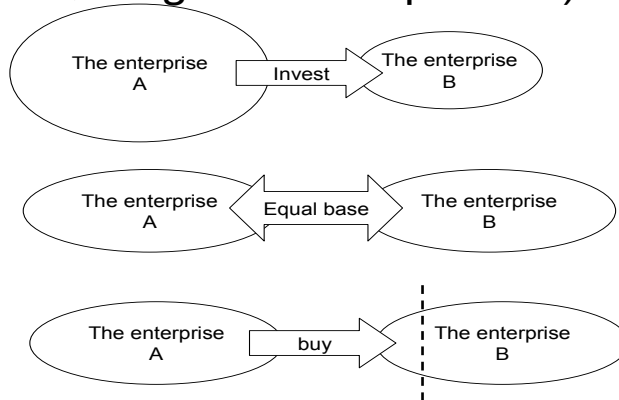 The enterprise
A
Invest
The enterprise
B
The enterprise
A
Equal base
The enterprise
B
The enterprise
A
buy
The enterprise
B